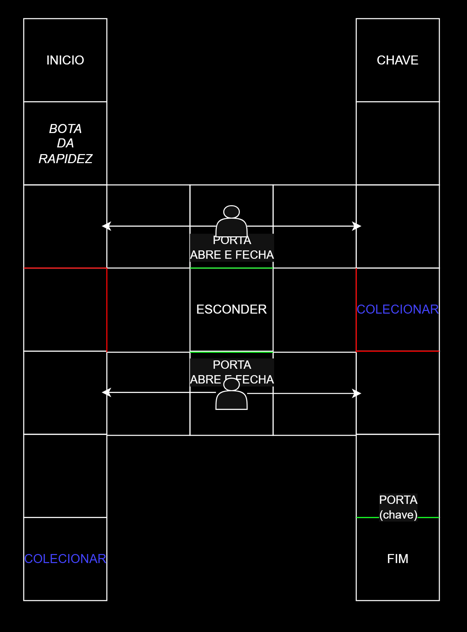 INICIO
CHAVE
BOTA
DA
RAPIDEZ
PORTA
ABRE E FECHA
ESCONDER
COLECIONAR
PORTA
ABRE E FECHA
PORTA
(chave)
COLECIONAR
FIM